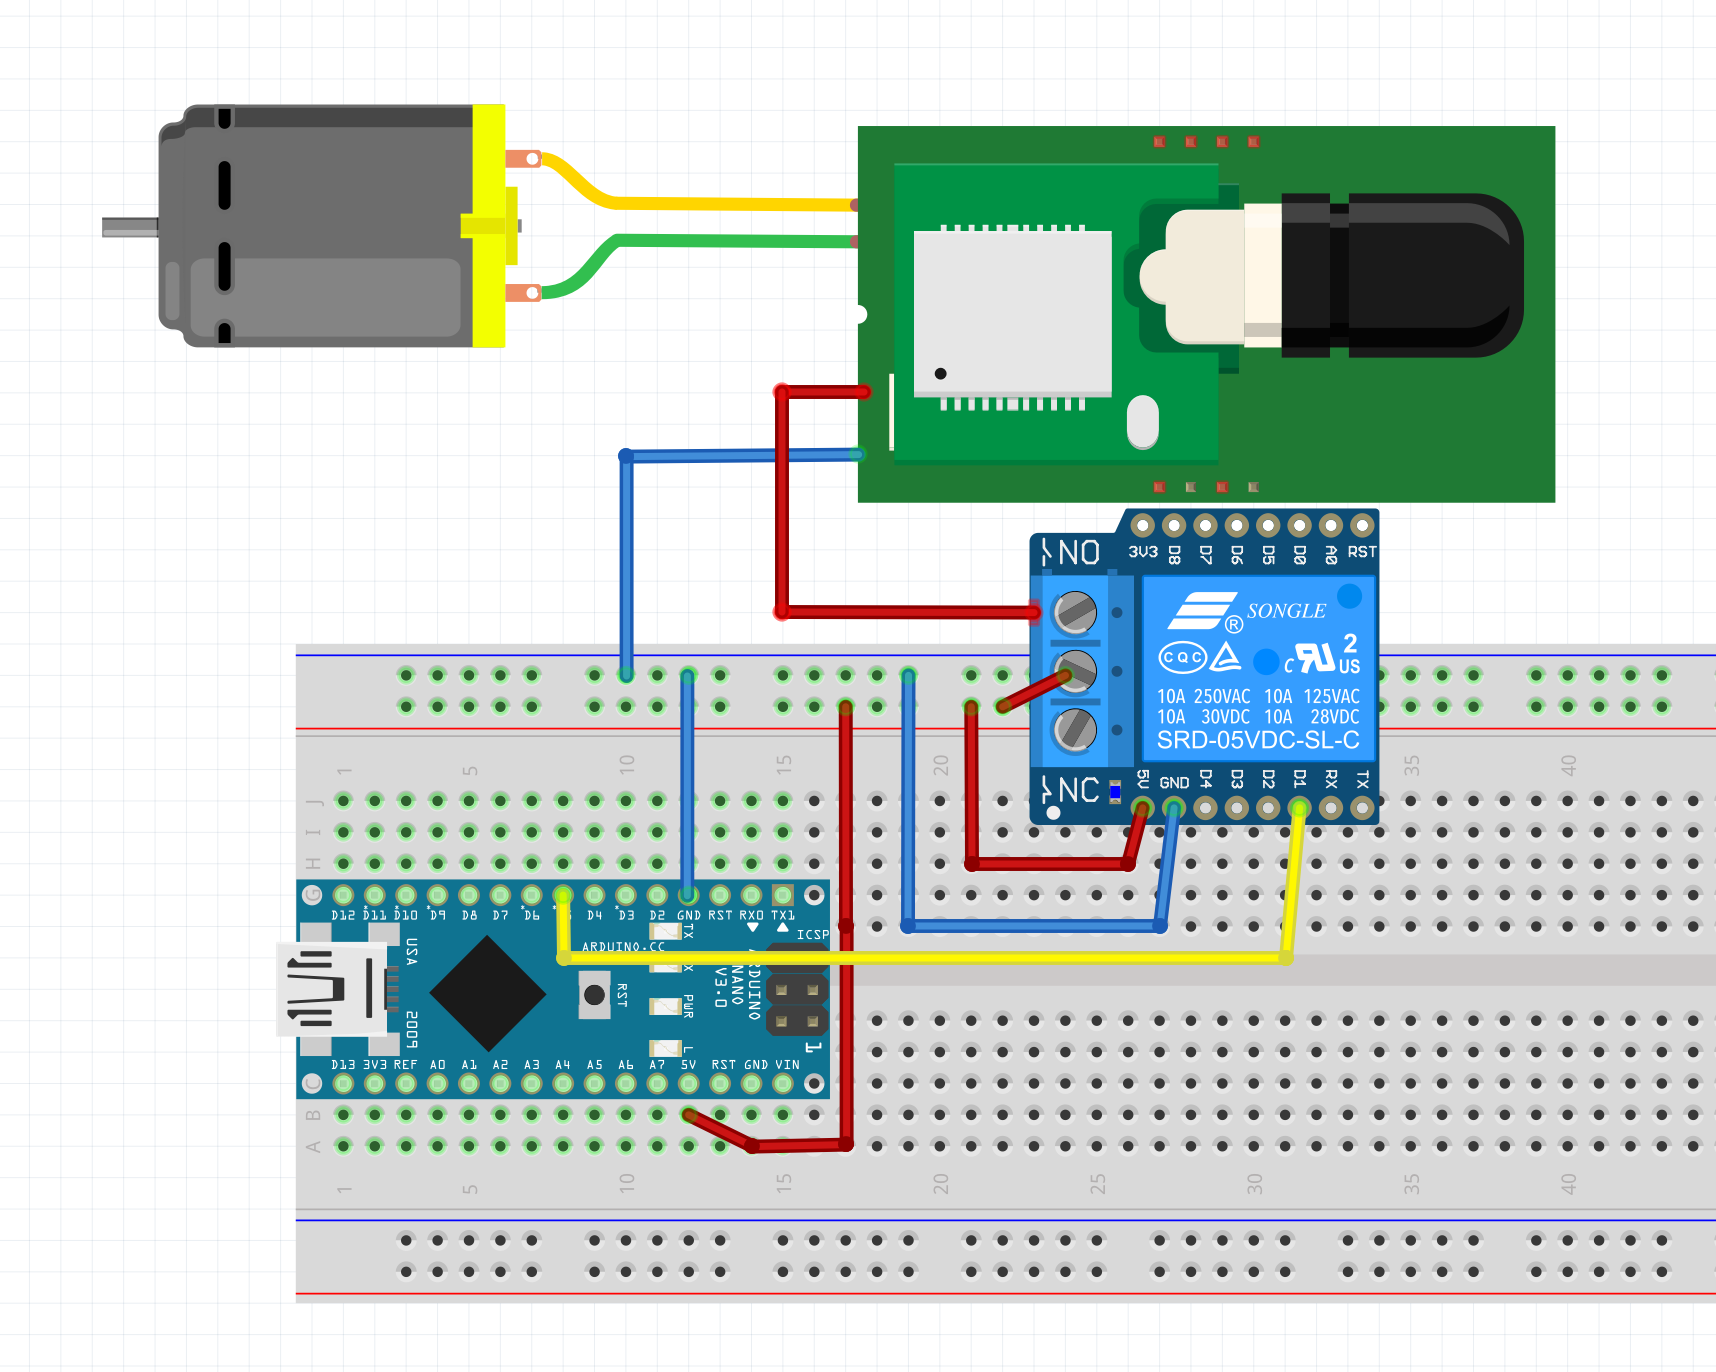 NO
3V3 D8 D7 D6 D5 D0 A0 RST
SONGLE
®
CQC
c RU US 2
10A 250VAC 10A 125VAC
10A 30VDC 10A 28VDC
SRD-05VDC-SL-C
NC
5V GND D4 D3 D2 D1 RX TX
1 5 10 15 20 35 40
J
I
H
G
D12 D11 D10 D9 D8 D7 D6 D4 D3 D2 GND RST RX0 TX1
ICSP
TX
ARDUINO.CC
USA
2009
RST
PWR
L
ARDUINO
NANO
V3.0
1
D13 3V3 REF A0 A1 A2 A3 A4 A5 A6 A7 5V RST GND VIN
C
B
A
1 5 10 15 20 25 30 35 40